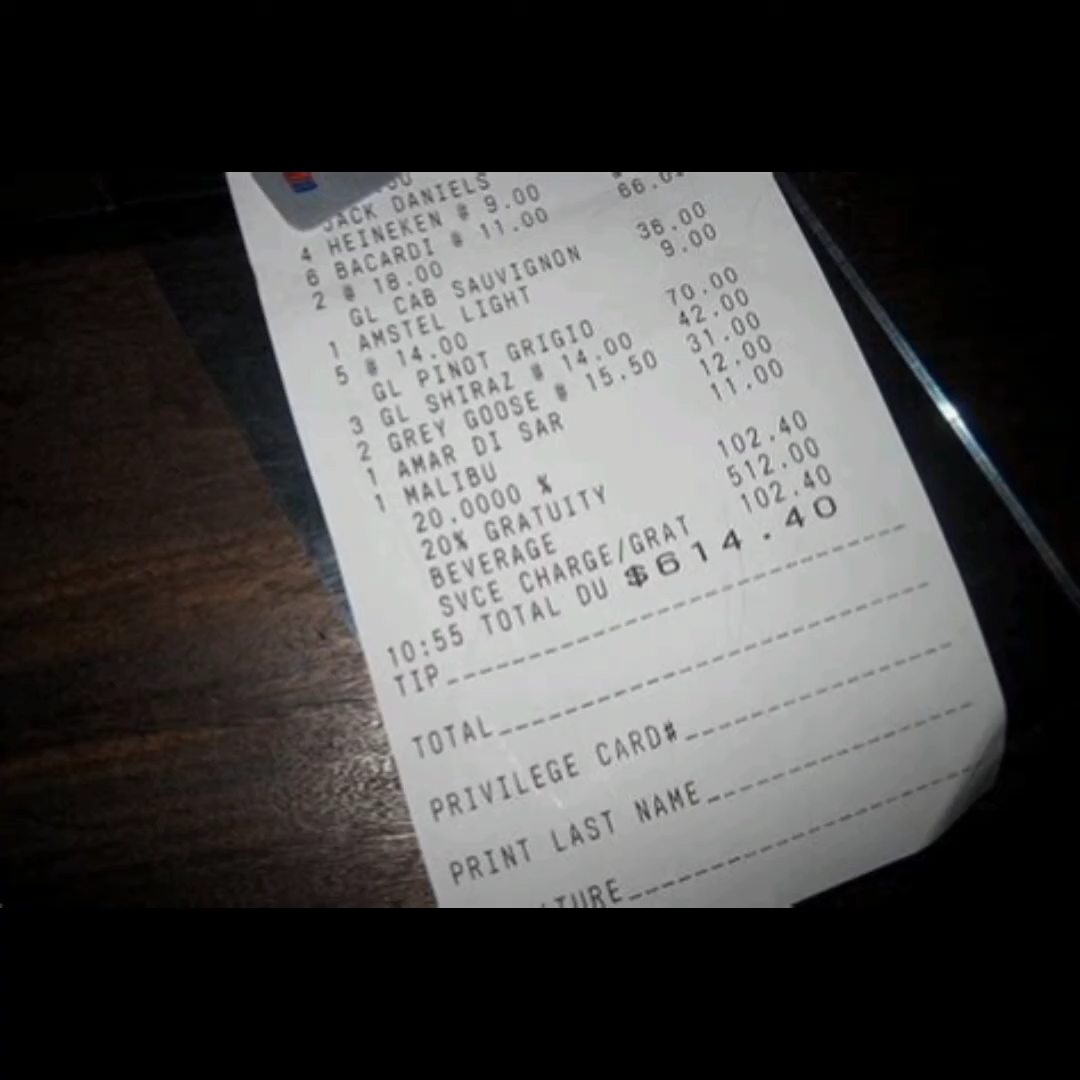 JACK DANIELS
4 HEINEKEN @ 9.00
6 BACARDI @ 11.00 66.0
2 @ 18.00
GL CAB SAUVIGNON 36.00
1 AMSTEL LIGHT 9.00
5 @ 14.00
GL PINOT GRIGIO 70.00
3 GL SHIRAZ @ 14.00 42.00
2 GREY GOOSE @ 15.50 31.00
1 AMAR DI SAR 12.00
1 MALIBU 11.00
20.0000 %
20% GRATUITY 102.40
BEVERAGE 512.00
SVCE CHARGE/GRAT 102.40
10:55 TOTAL DU $614.40
TIP
TOTAL
PRIVILEGE CARD#
PRINT LAST NAME
TURE